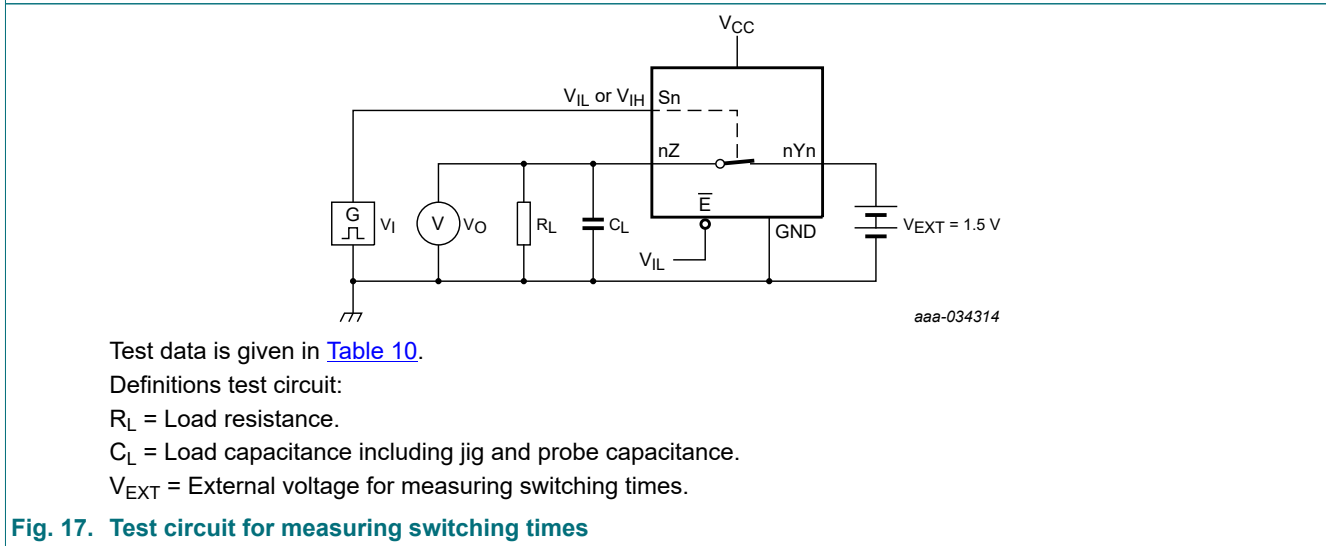 VCC
VIL or VIH Sn
nZ nYn
E
G VI V VO RL CL GND VEXT = 1.5 V
VIL
aaa-034314
Test data is given in Table 10.
Definitions test circuit:
RL = Load resistance.
CL = Load capacitance including jig and probe capacitance.
VEXT = External voltage for measuring switching times.
Fig. 17. Test circuit for measuring switching times